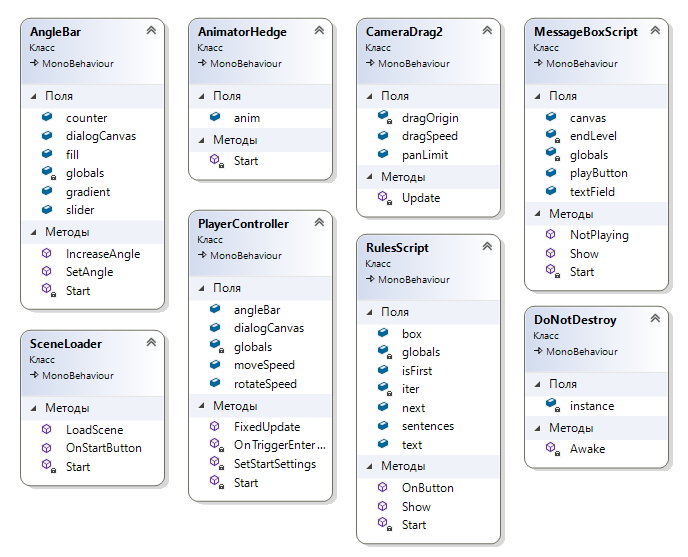 AngleBar
Класс
MonoBehaviour
Поля
counter
dialogCanvas
fill
globals
gradient
slider
Методы
IncreaseAngle
SetAngle
Start
SceneLoader
Класс
MonoBehaviour
Методы
LoadScene
OnStartButton
Start
AnimatorHedge
Класс
MonoBehaviour
Поля
anim
Методы
Start
PlayerController
Класс
MonoBehaviour
Поля
angleBar
dialogCanvas
globals
moveSpeed
rotateSpeed
Методы
FixedUpdate
OnTriggerEnter ...
SetStartSettings
Start
CameraDrag2
Класс
MonoBehaviour
Поля
dragOrigin
dragSpeed
panLimit
Методы
Update
RulesScript
Класс
MonoBehaviour
Поля
box
globals
isFirst
iter
next
sentences
text
Методы
OnButton
Show
Start
MessageBoxScript
Класс
MonoBehaviour
Поля
canvas
endLevel
globals
playButton
textField
Методы
NotPlaying
Show
Start
DoNotDestroy
Класс
MonoBehaviour
Поля
instance
Методы
Awake